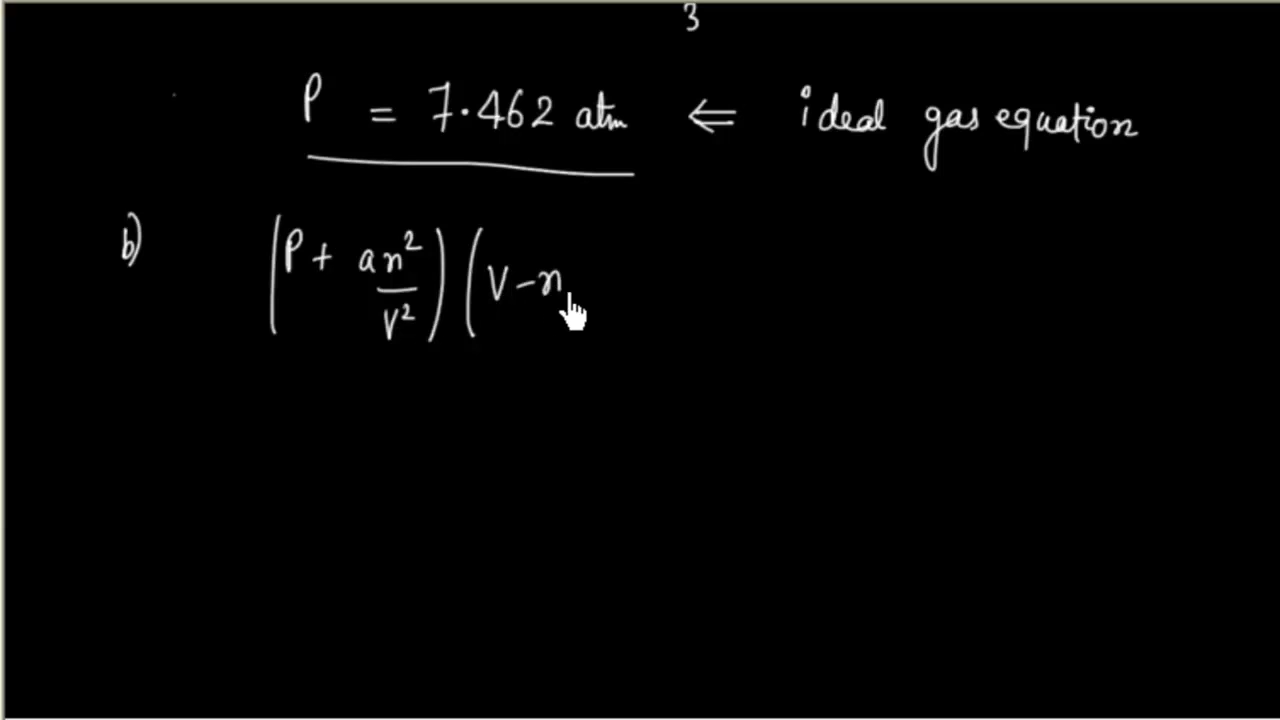 3
P = 7.462 atm ⇐ ideal gas equation
b) (P + an²/V²) (V - n